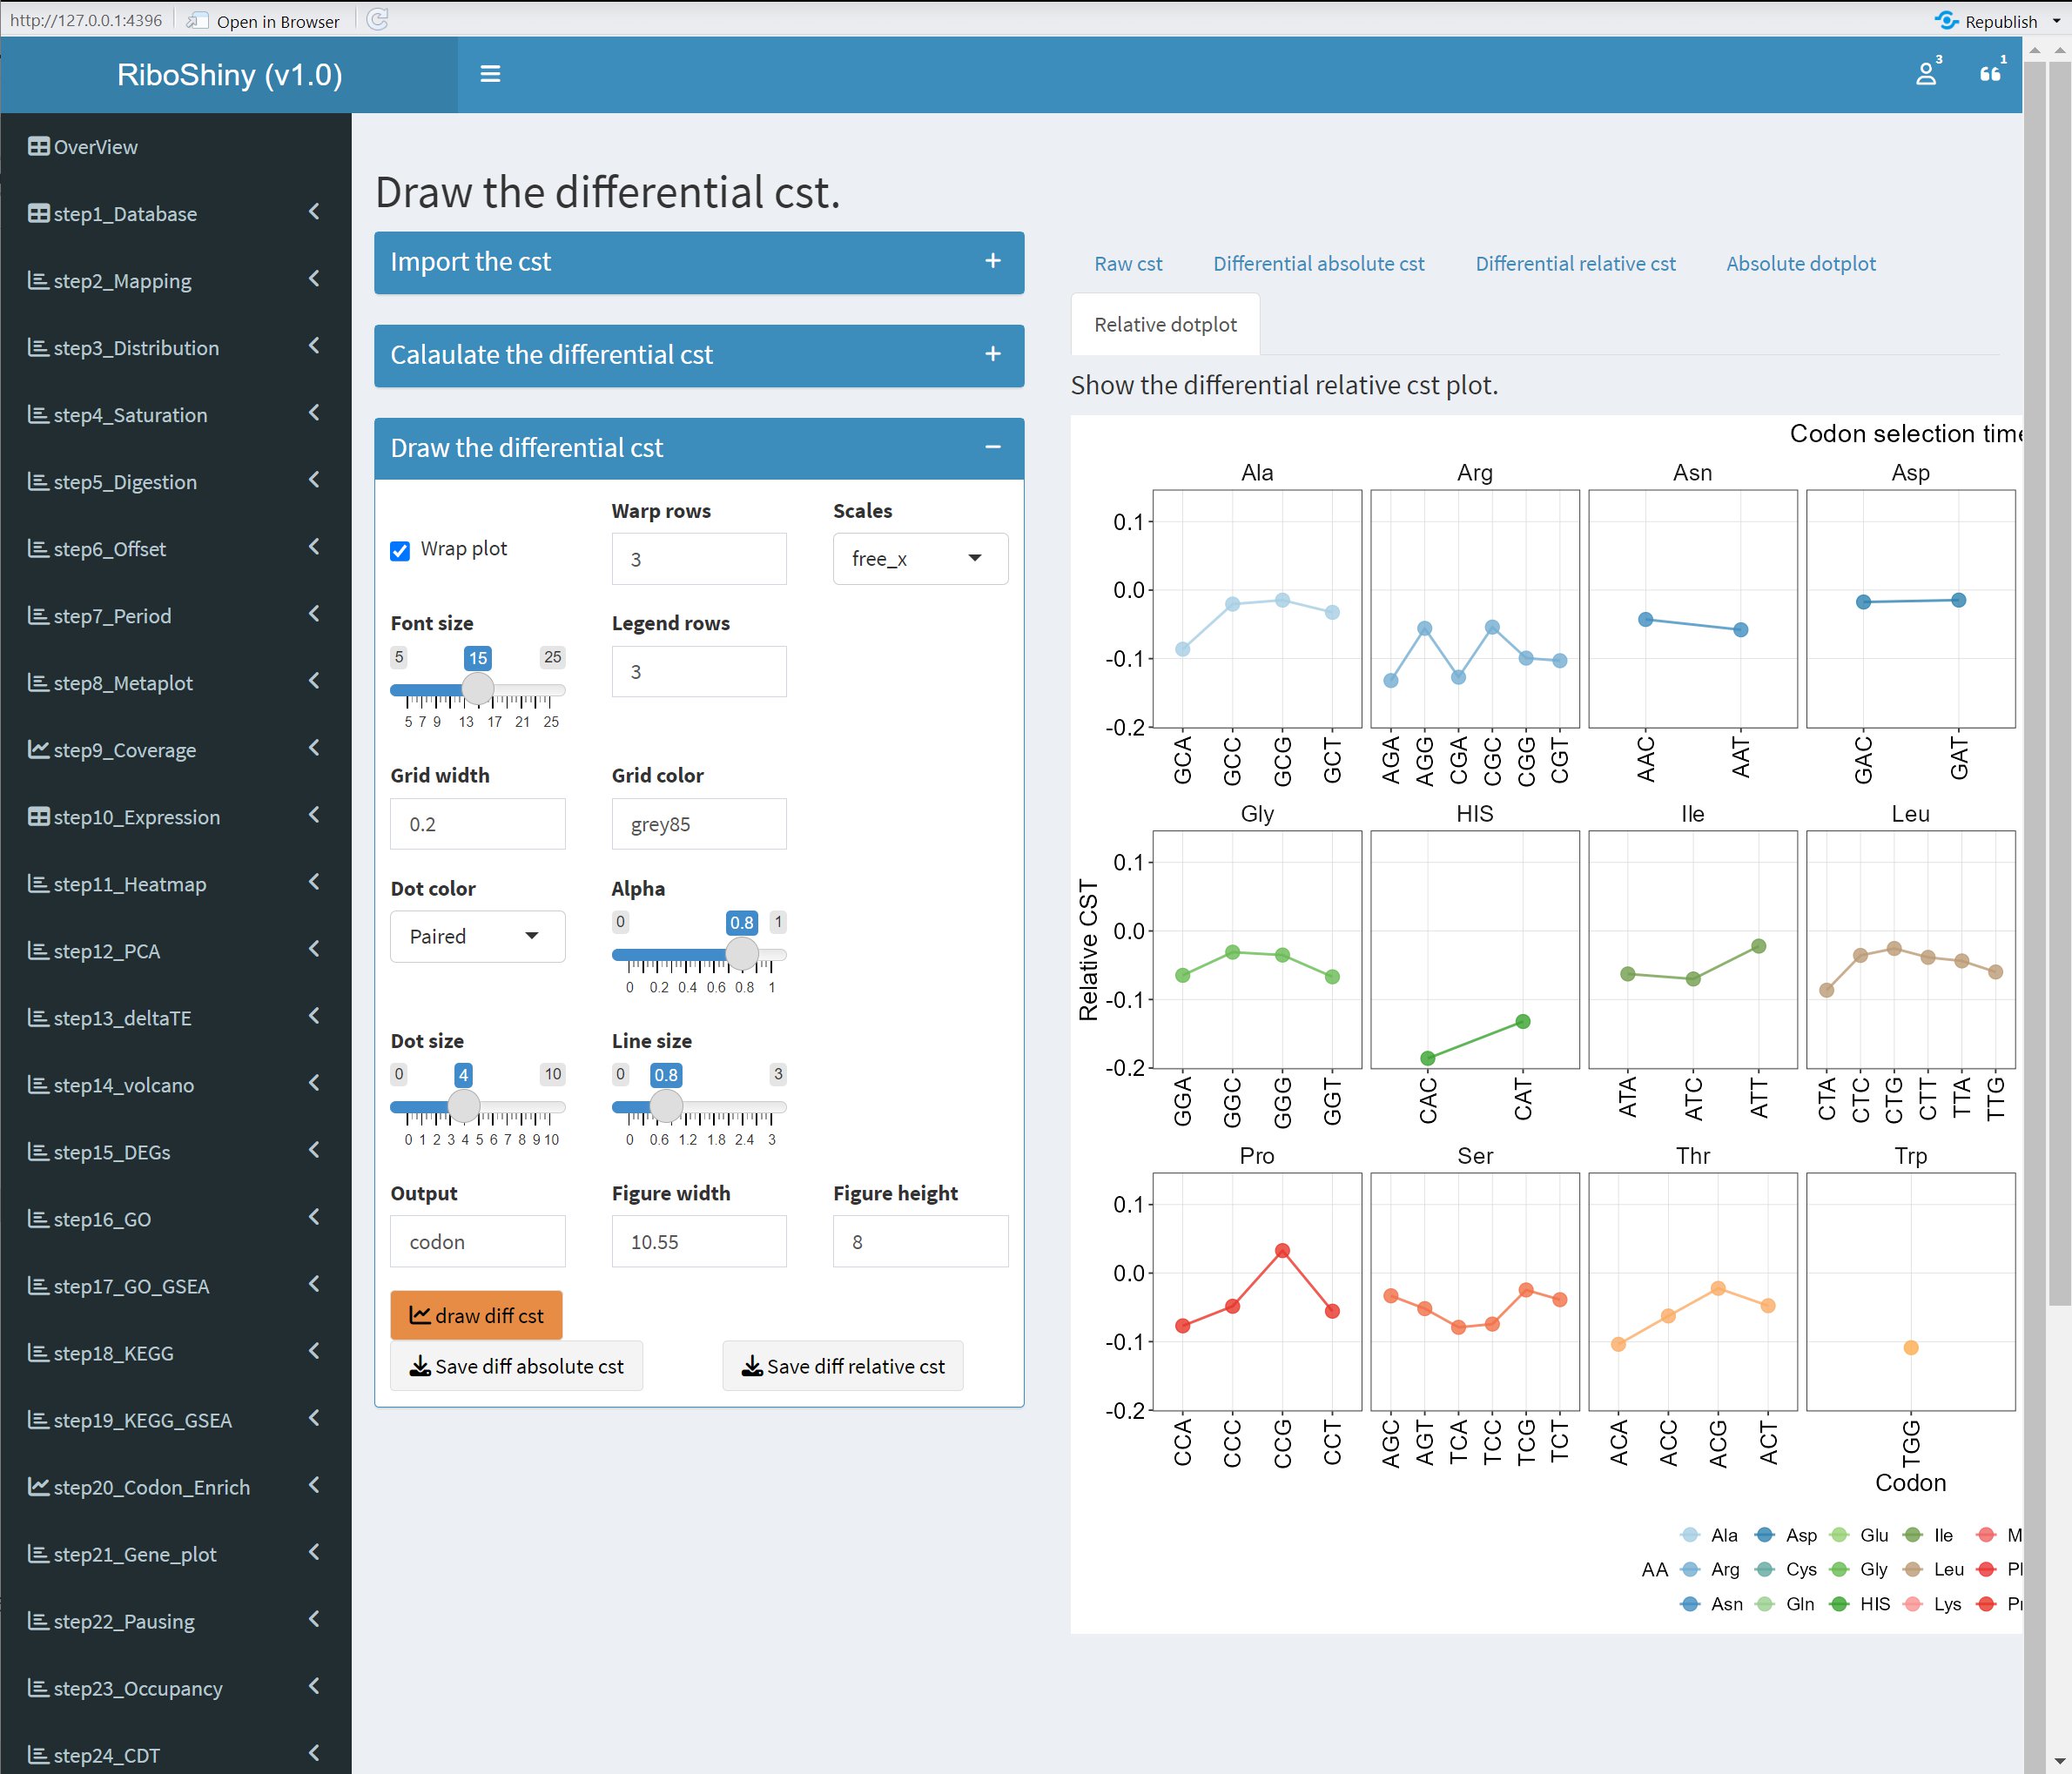 http://127.0.0.1:4396 Open in Browser Republish
RiboShiny (v1.0) 3 1
OverView
step1_Database
step2_Mapping
step3_Distribution
step4_Saturation
step5_Digestion
step6_Offset
step7_Period
step8_Metaplot
step9_Coverage
step10_Expression
step11_Heatmap
step12_PCA
step13_deltaTE
step14_volcano
step15_DEGs
step16_GO
step17_GO_GSEA
step18_KEGG
step19_KEGG_GSEA
step20_Codon_Enrich
step21_Gene_plot
step22_Pausing
step23_Occupancy
step24_CDT
Draw the differential cst.
Import the cst +
Calaulate the differential cst +
Draw the differential cst −
Wrap plot
Warp rows
3
Scales
free_x
Font size
5 15 25
5 7 9 13 17 21 25
Legend rows
3
Grid width
0.2
Grid color
grey85
Dot color
Paired
Alpha
0 0.8 1
0 0.2 0.4 0.6 0.8 1
Dot size
0 4 10
0 1 2 3 4 5 6 7 8 9 10
Line size
0 0.8 3
0 0.6 1.2 1.8 2.4 3
Output
codon
Figure width
10.55
Figure height
8
draw diff cst
Save diff absolute cst
Save diff relative cst
Raw cst
Differential absolute cst
Differential relative cst
Absolute dotplot
Relative dotplot
Show the differential relative cst plot.
Codon selection time
Ala Arg Asn Asp
0.1
0.0
-0.1
-0.2
GCA GCC GCG GCT AGA AGG CGA CGC CGG CGT AAC AAT GAC GAT
Gly HIS Ile Leu
0.1
0.0
-0.1
-0.2
Relative CST
GGA GGC GGG GGT CAC CAT ATA ATC ATT CTA CTC CTG CTT TTA TTG
Pro Ser Thr Trp
0.1
0.0
-0.1
-0.2
CCA CCC CCG CCT AGC AGT TCA TCC TCG TCT ACA ACC ACG ACT TGG
Codon
Ala Asp Glu Ile M
AA Arg Cys Gly Leu
Asn Gln HIS Lys